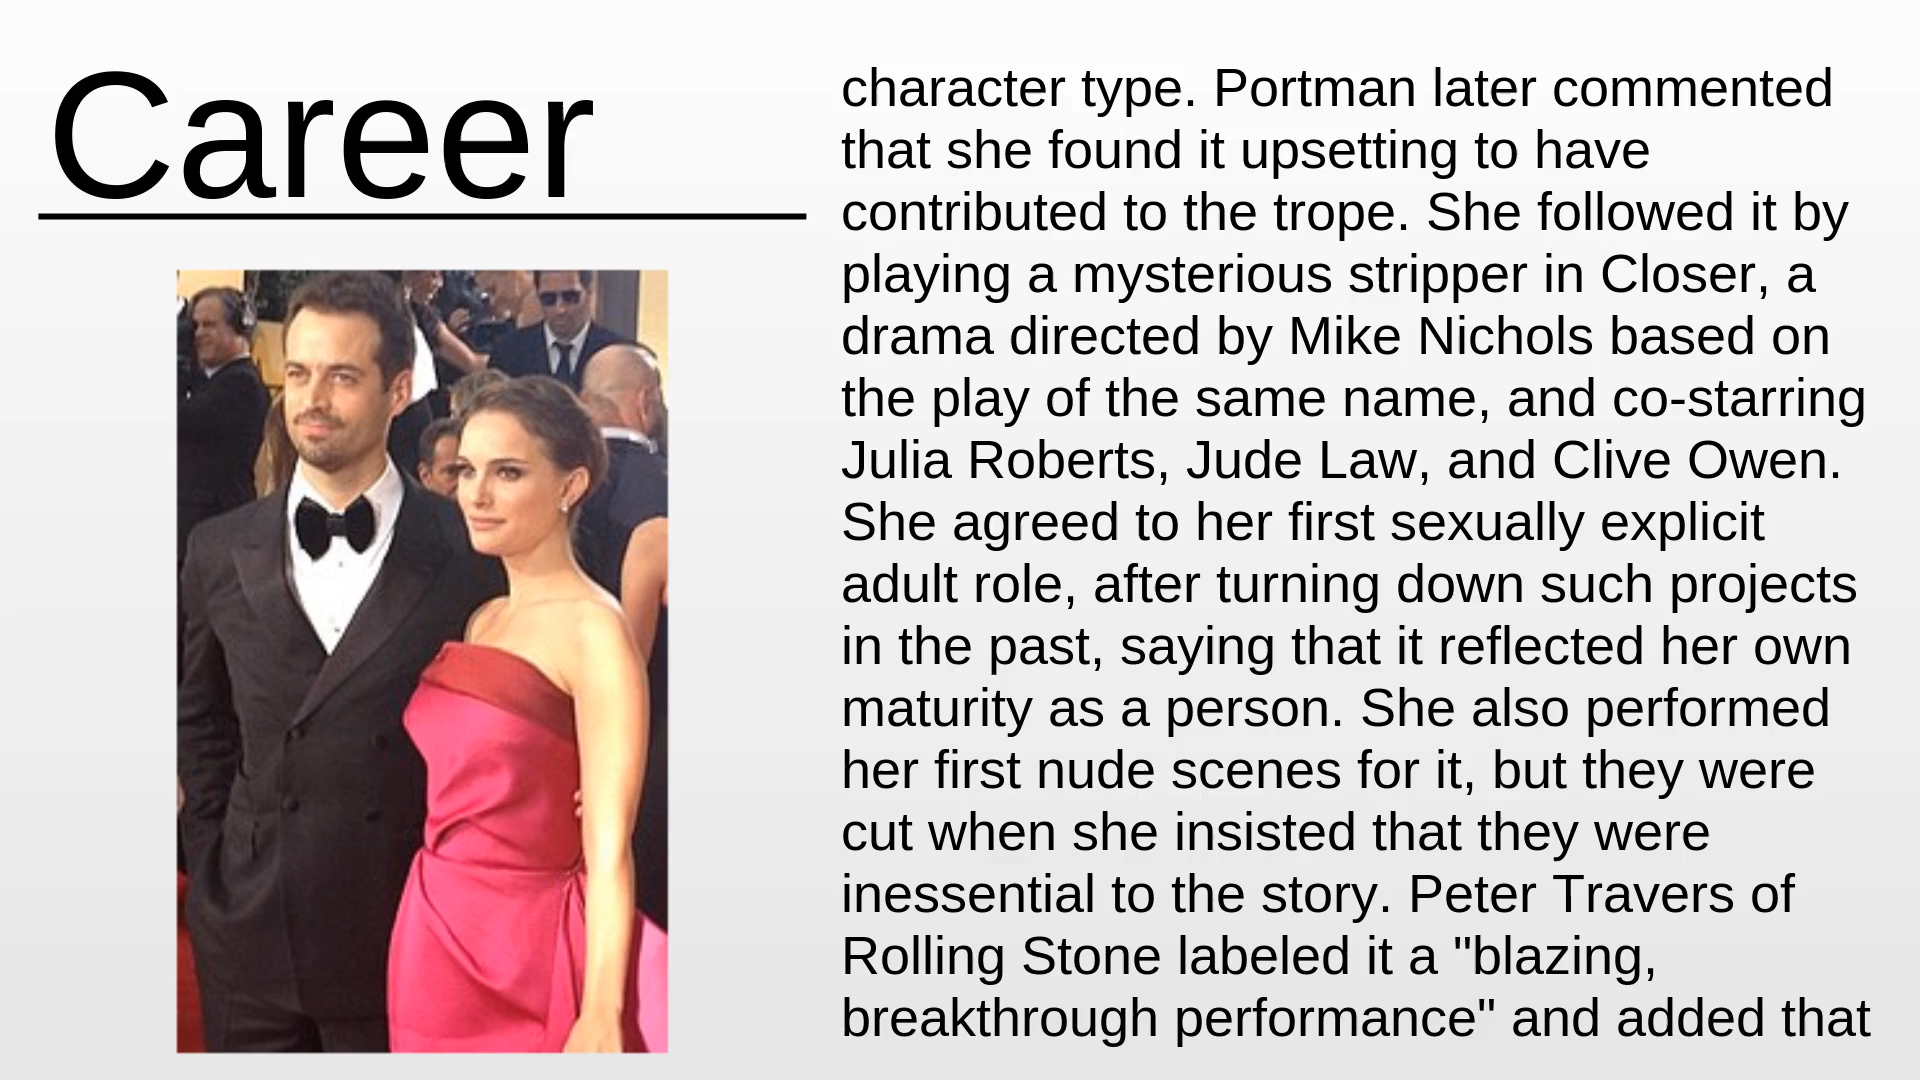 Career
character type. Portman later commented
that she found it upsetting to have
contributed to the trope. She followed it by
playing a mysterious stripper in Closer, a
drama directed by Mike Nichols based on
the play of the same name, and co-starring
Julia Roberts, Jude Law, and Clive Owen.
She agreed to her first sexually explicit
adult role, after turning down such projects
in the past, saying that it reflected her own
maturity as a person. She also performed
her first nude scenes for it, but they were
cut when she insisted that they were
inessential to the story. Peter Travers of
Rolling Stone labeled it a "blazing,
breakthrough performance" and added that